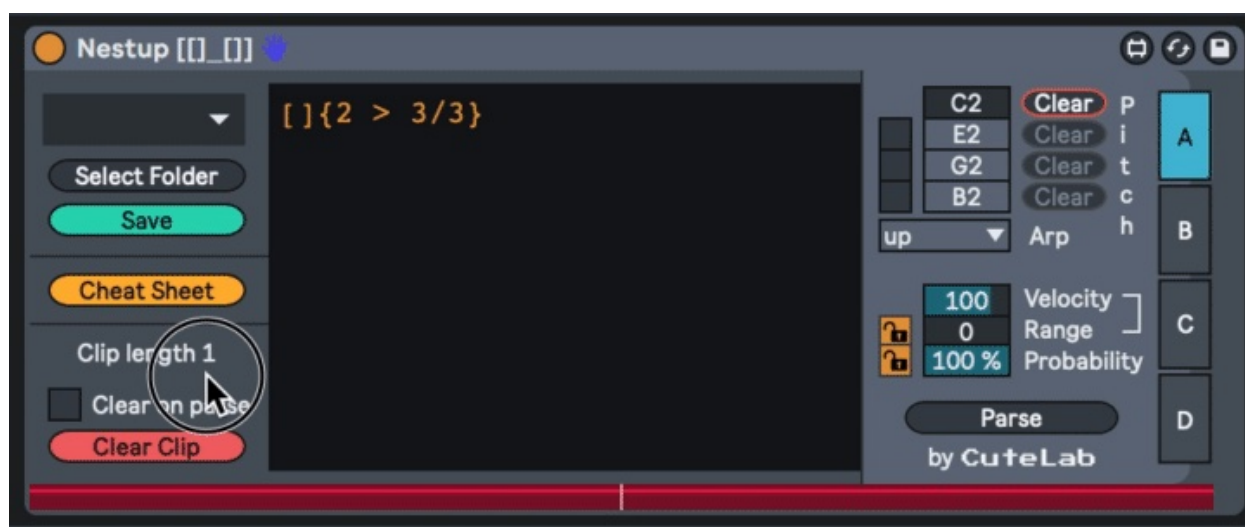 Nestup [[]_[]]
Select Folder
Save
Cheat Sheet
Clip length 1
Clear on parse
Clear Clip
[ ]{2 > 3/3}
C2 Clear
E2 Clear
G2 Clear
B2 Clear
Pitch
up Arp
100 Velocity
0 Range
100 % Probability
Parse
by CuteLab
A
B
C
D